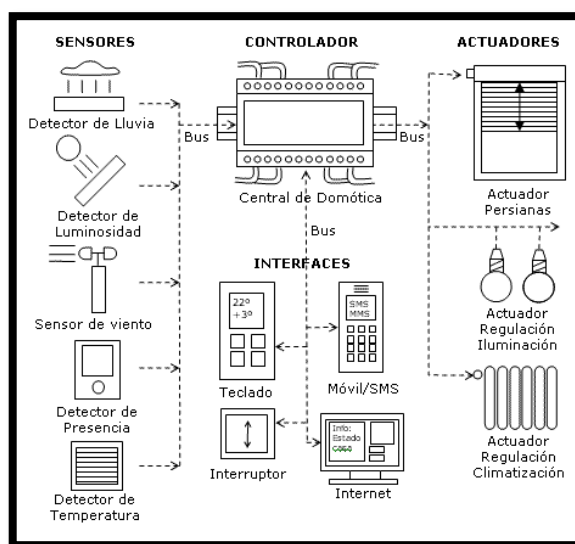 SENSORES
Detector de Lluvia
Detector de
Luminosidad
Sensor de viento
Detector de
Presencia
Detector de
Temperatura
CONTROLADOR
Bus
Bus
Central de Domótica
Bus
INTERFACES
22º
+3º
Teclado
SMS
MMS
Móvil/SMS
Interruptor
Info:
Estado
Casa
Internet
ACTUADORES
Actuador
Persianas
Actuador
Regulación
Iluminación
Actuador
Regulación
Climatización